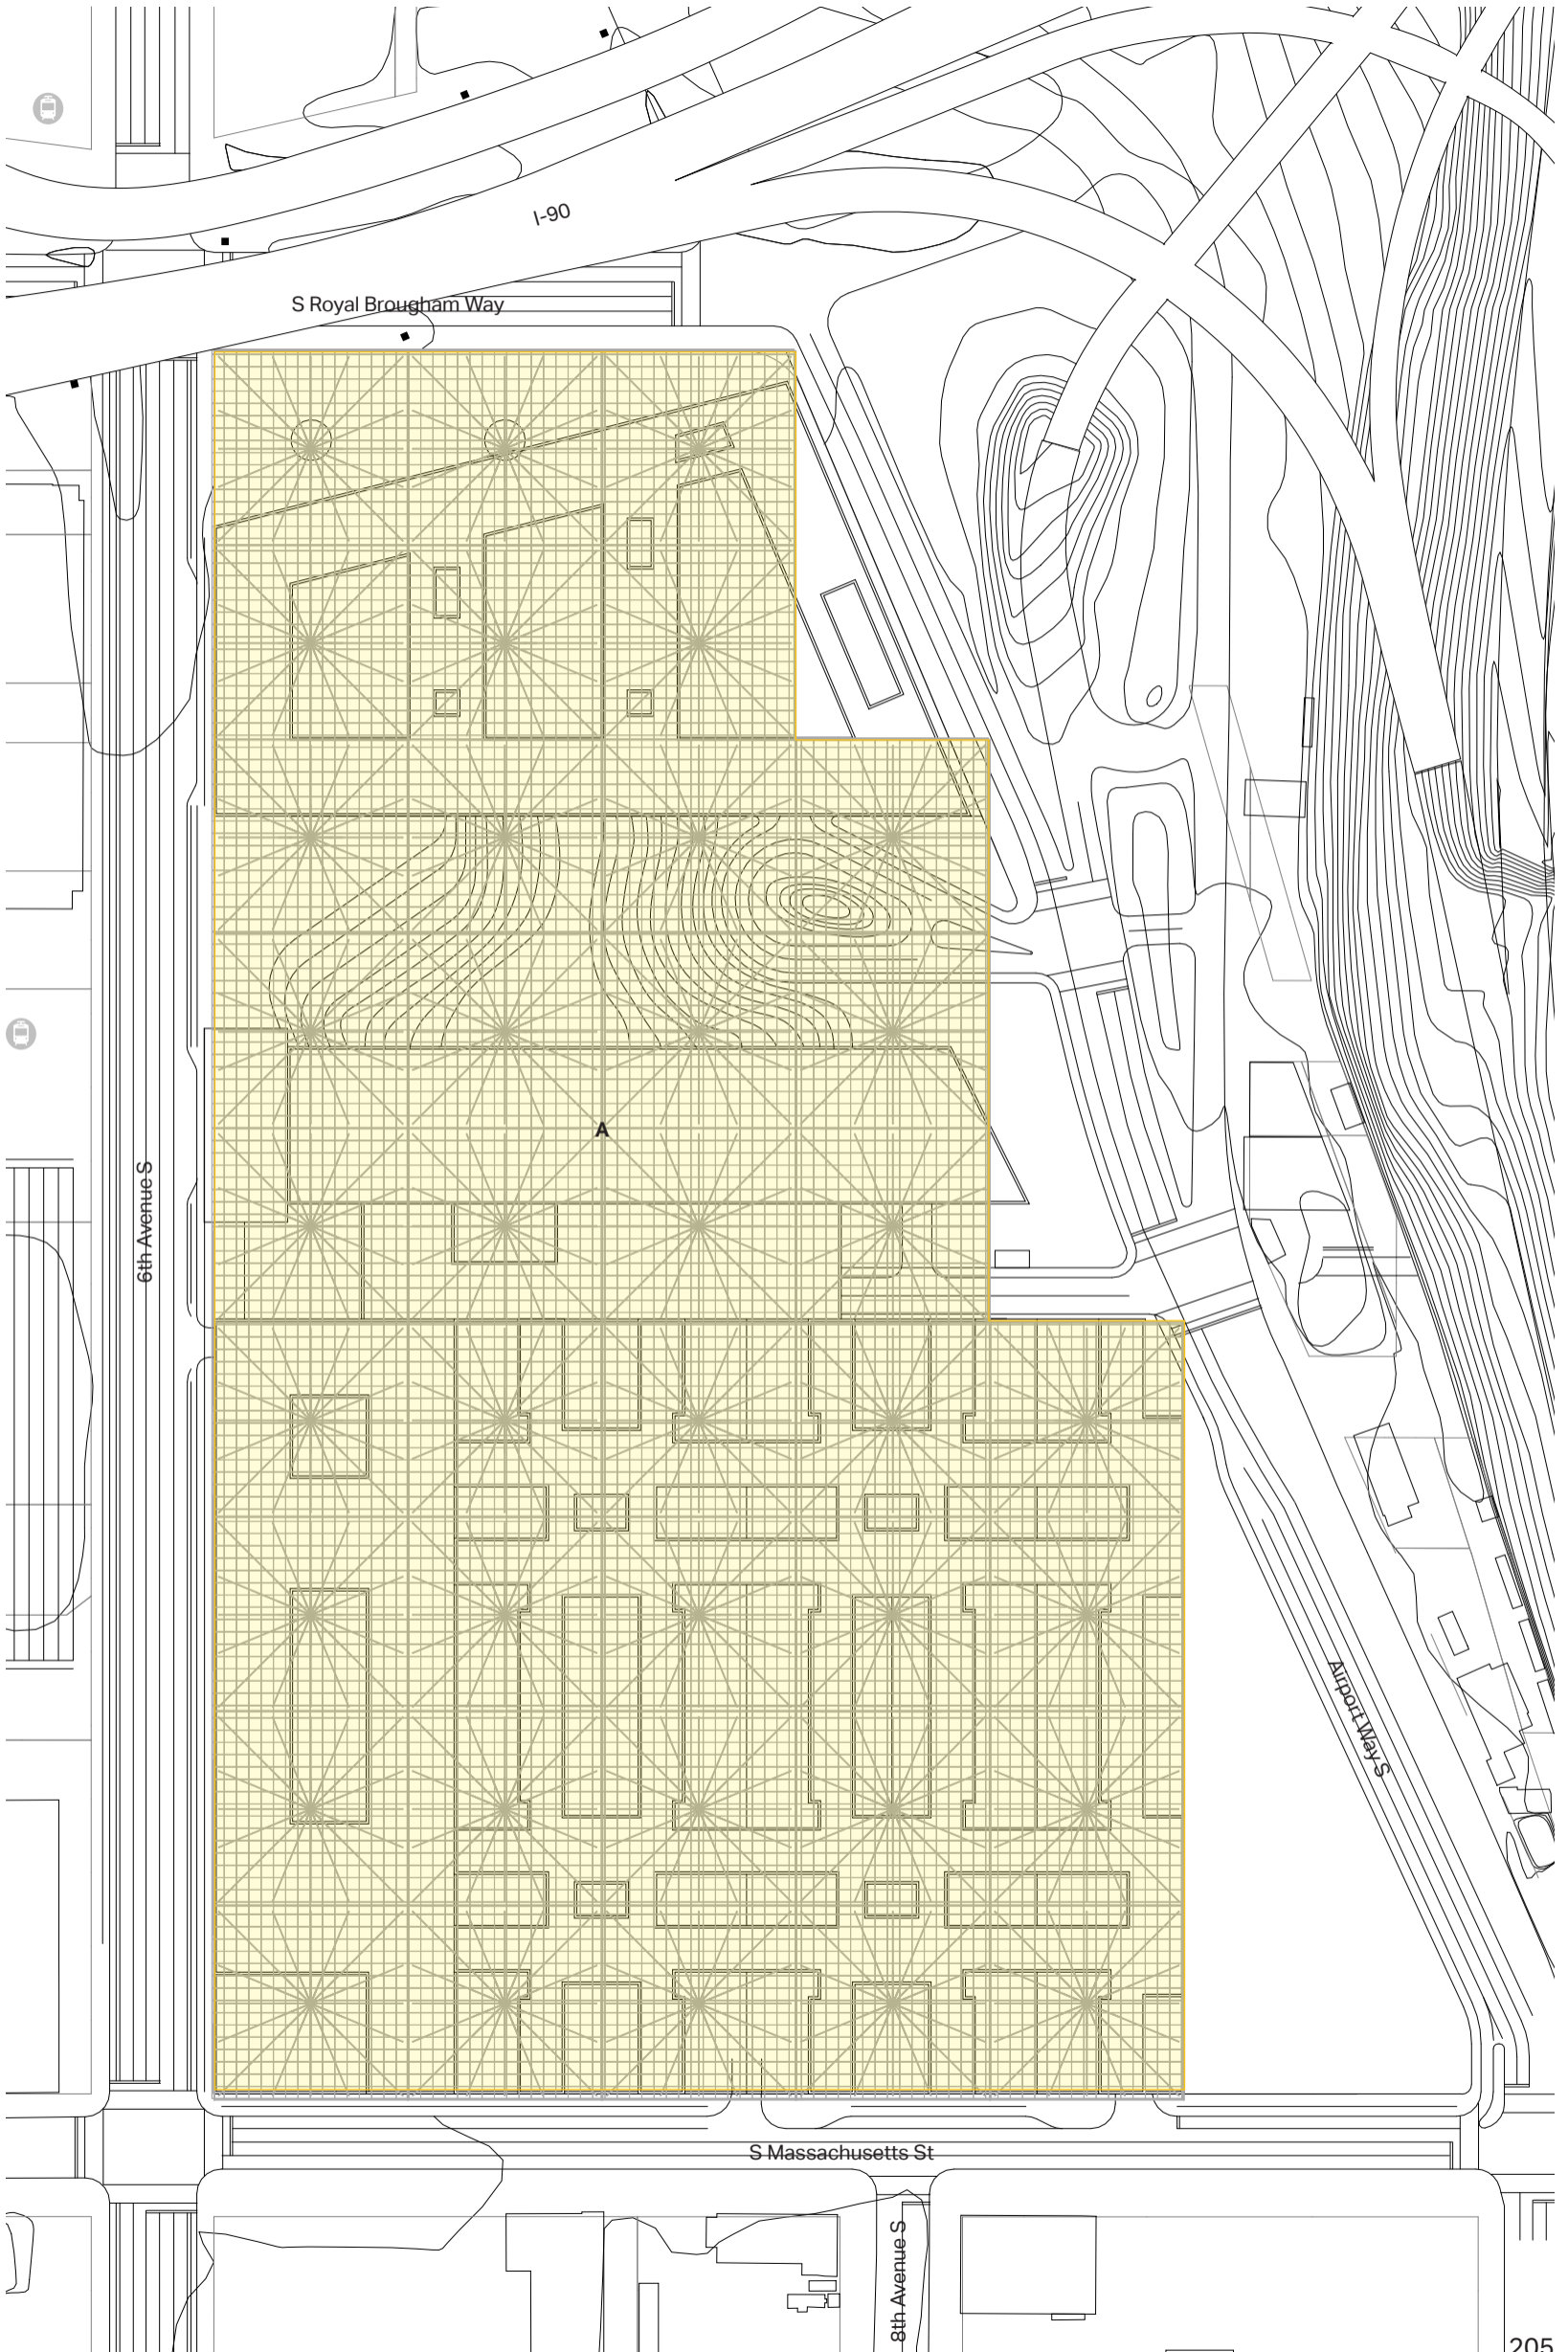 I-90
S Royal Brougham Way
A
6th Avenue S
Airport Way S
S Massachusetts St
8th Avenue S
205